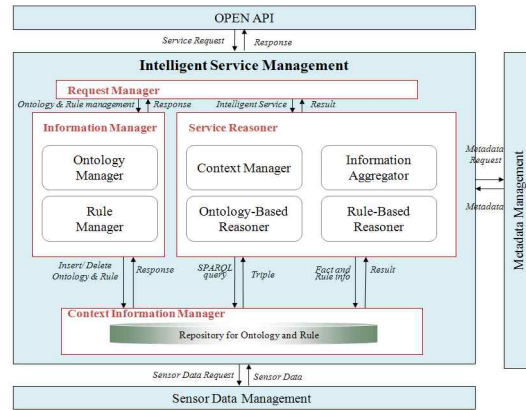 OPEN API
Service Request
Response
Intelligent Service Management
Request Manager
Ontology & Rule management
Response
Intelligent Service
Result
Information Manager
Ontology
Manager
Rule
Manager
Service Reasoner
Context Manager
Information
Aggregator
Ontology-Based
Reasoner
Rule-Based
Reasoner
Metadata
Request
Metadata
Metadata Management
Insert/ Delete
Ontology & Rule
Response
SPARQL
query
Triple
Fact and
Rule info
Result
Context Information Manager
Repository for Ontology and Rule
Sensor Data Request
Sensor Data
Sensor Data Management